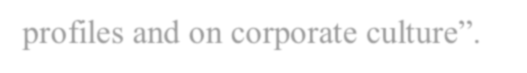 profiles and on corporate culture”.